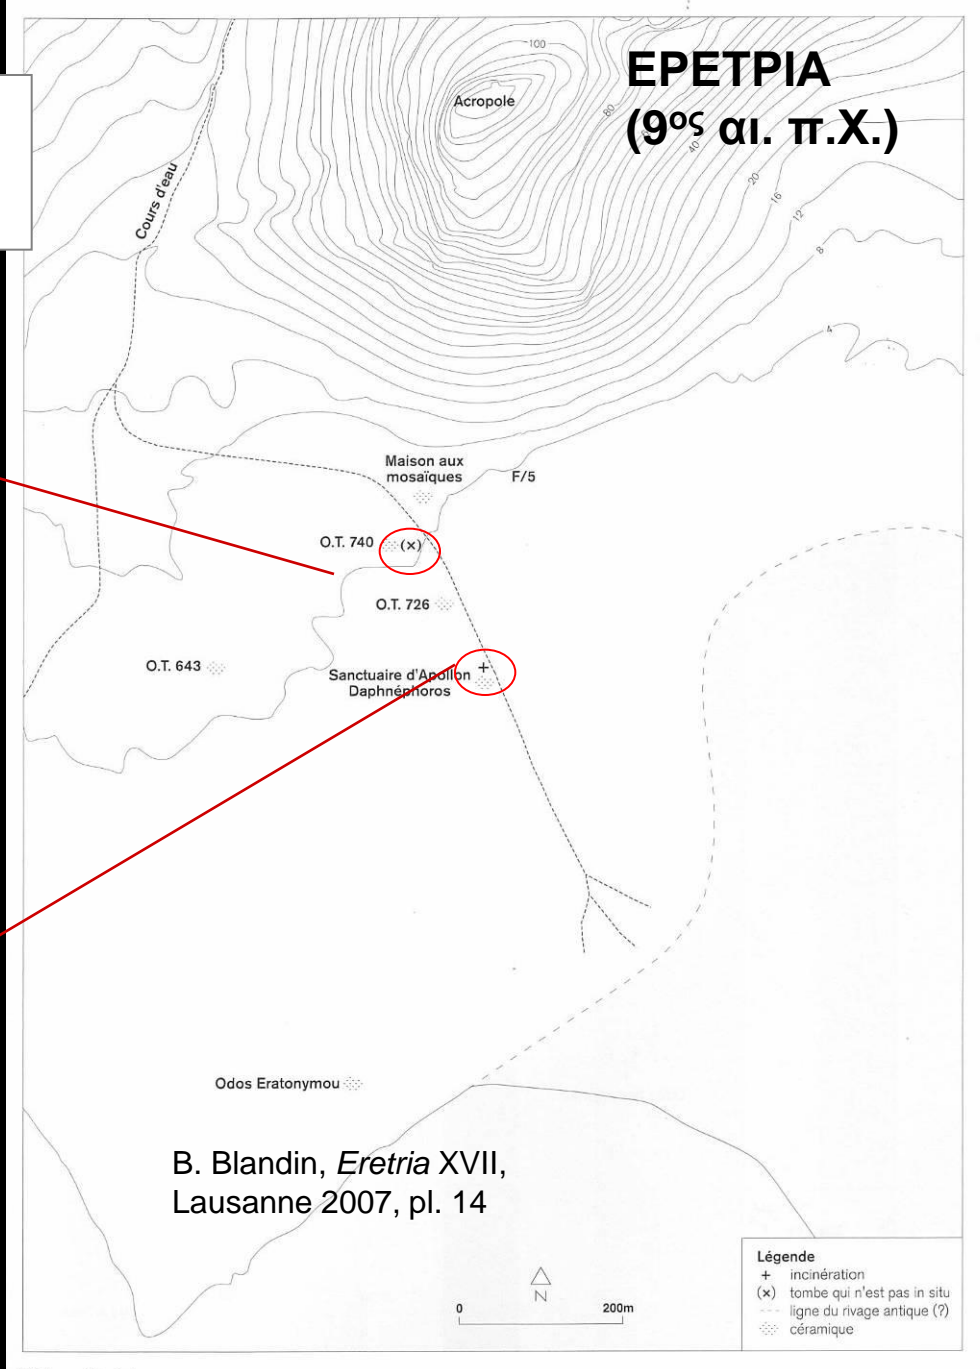 ΕΡΕΤΡΙΑ
(9ος αι. π.Χ.)
100
Acropole
80
40
20
16
12
8
4
Cours d'eau
Maison aux
mosaïques
F/5
O.T. 740
(×)
O.T. 726
O.T. 643
+
Sanctuaire d'Apollon
Daphnéphoros
Odos Eratonymou
B. Blandin, Eretria XVII,
Lausanne 2007, pl. 14
N
0 200m
Légende
+ incinération
(×) tombe qui n'est pas in situ
ligne du rivage antique (?)
céramique